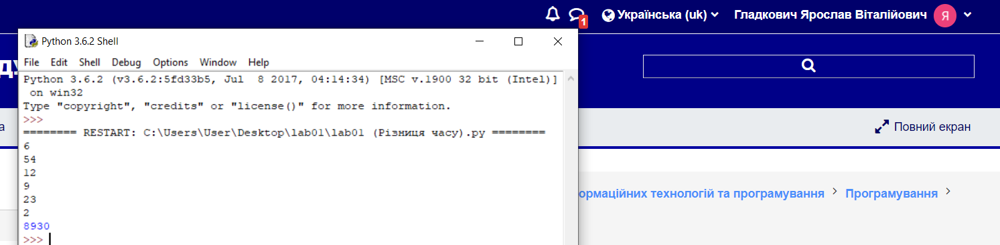 1
Українська (uk)
Гладкович Ярослав Віталійович
Я
Python 3.6.2 Shell
File Edit Shell Debug Options Window Help
Python 3.6.2 (v3.6.2:5fd33b5, Jul  8 2017, 04:14:34) [MSC v.1900 32 bit (Intel)]
on win32
Type "copyright", "credits" or "license()" for more information.
>>>
======== RESTART: C:\Users\User\Desktop\lab01\lab01 (Різниця часу).py ========
6
54
12
9
23
2
8930
>>>
Повний екран
технологій та програмування > Програмування >